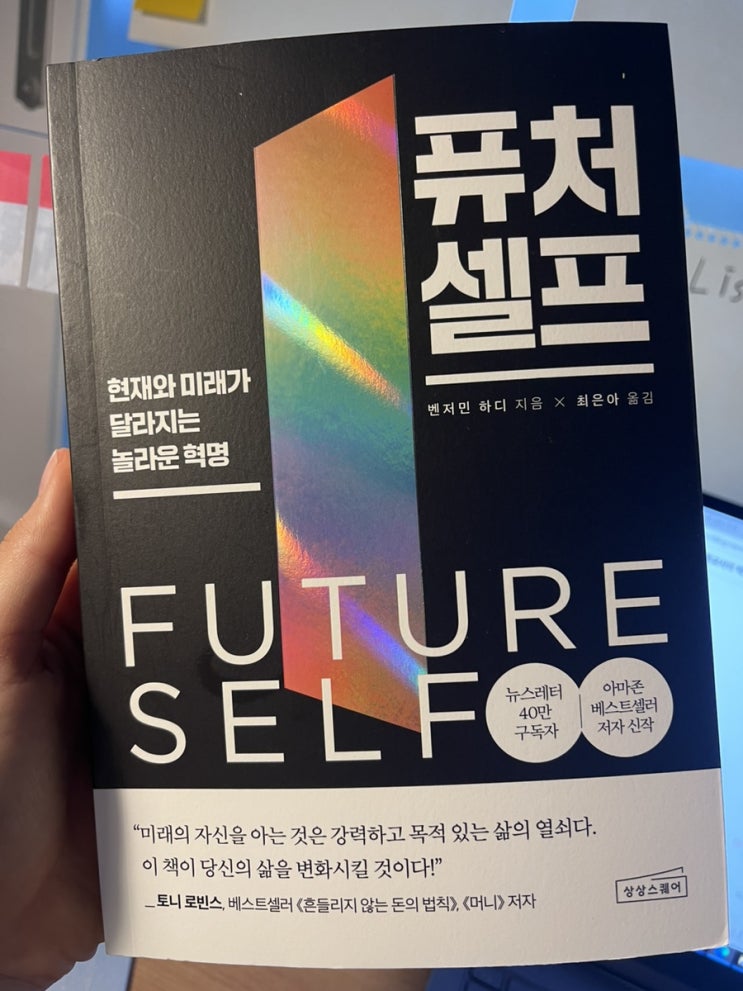 퓨처
셀프
벤저민 하디 지음 × 최은아 옮김
현재와 미래가
달라지는
놀라운 혁명
FUTURE
SELF
뉴스레터
40만
구독자
아마존
베스트셀러
저자 신작
“미래의 자신을 아는 것은 강력하고 목적 있는 삶의 열쇠다.
이 책이 당신의 삶을 변화시킬 것이다!”
_토니 로빈스, 베스트셀러 《흔들리지 않는 돈의 법칙》, 《머니》 저자
상상스퀘어
Lis